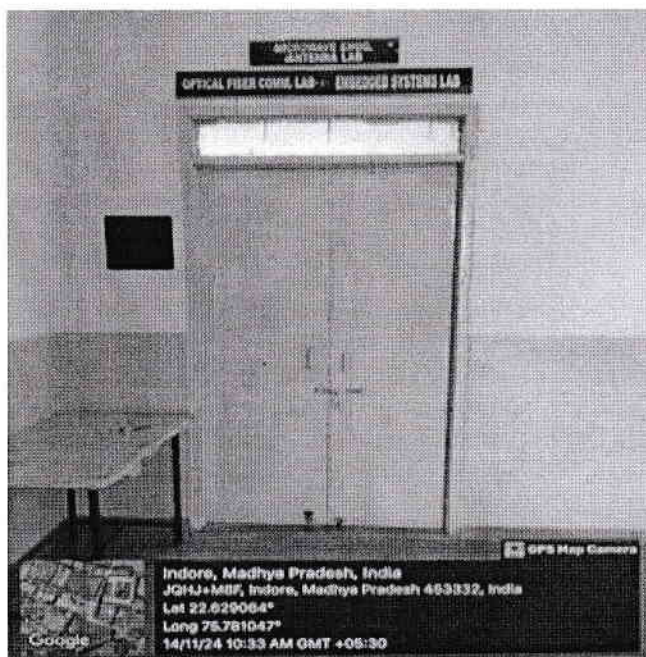 MICROWAVE ENGG.
ANTENNA LAB
OPTICAL FIBER COMM. LAB - EMBEDDED SYSTEMS LAB
GPS Map Camera
Indore, Madhya Pradesh, India
JQHJ+M8F, Indore, Madhya Pradesh 453332, India
Lat 22.629064°
Long 75.781047°
14/11/24 10:33 AM GMT +05:30
Google